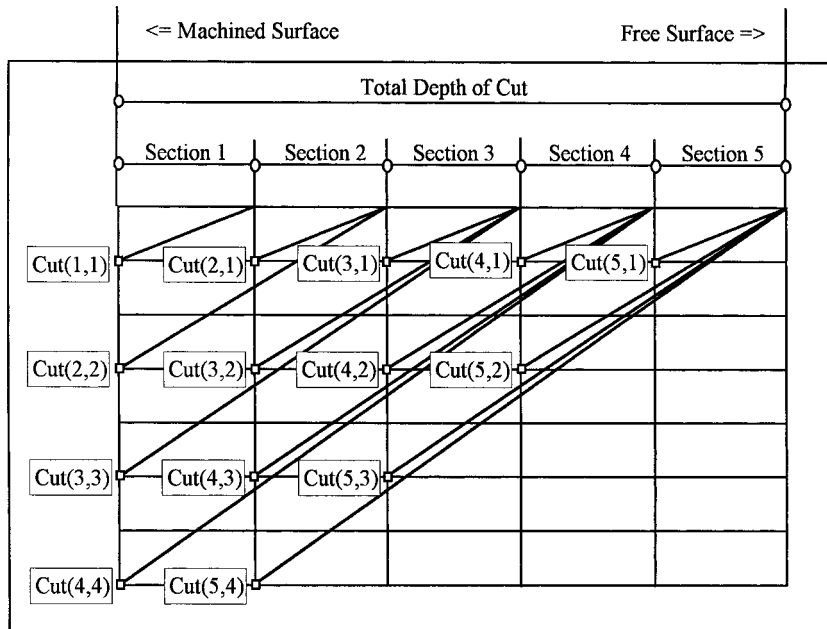 <= Machined Surface Free Surface =>
Total Depth of Cut
Section 1 Section 2 Section 3 Section 4 Section 5
Cut(1,1) Cut(2,1) Cut(3,1) Cut(4,1) Cut(5,1)
Cut(2,2) Cut(3,2) Cut(4,2) Cut(5,2)
Cut(3,3) Cut(4,3) Cut(5,3)
Cut(4,4) Cut(5,4)